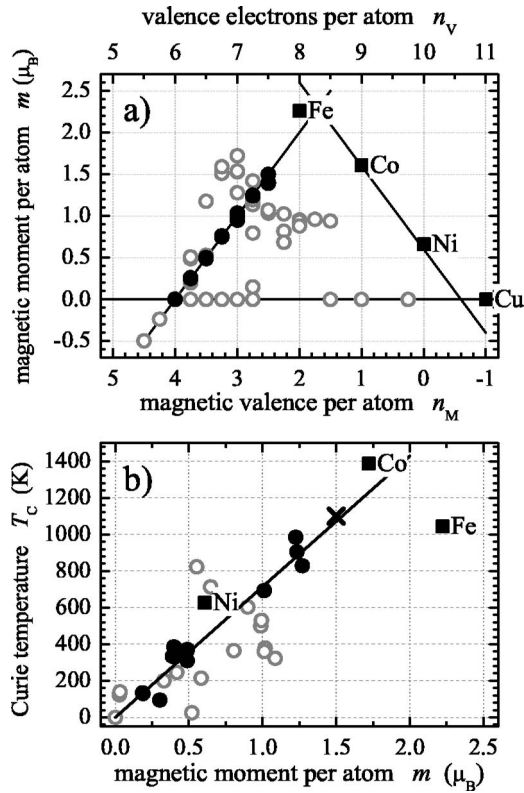 valence electrons per atom n_V
5 6 7 8 9 10 11
magnetic moment per atom m (μ_B)
2.5
2.0
1.5
1.0
0.5
0.0
-0.5
a)
Fe
Co
Ni
Cu
5 4 3 2 1 0 -1
magnetic valence per atom n_M
Curie temperature T_C (K)
1400
1200
1000
800
600
400
200
0
b)
Co
Fe
Ni
0.0 0.5 1.0 1.5 2.0 2.5
magnetic moment per atom m (μ_B)